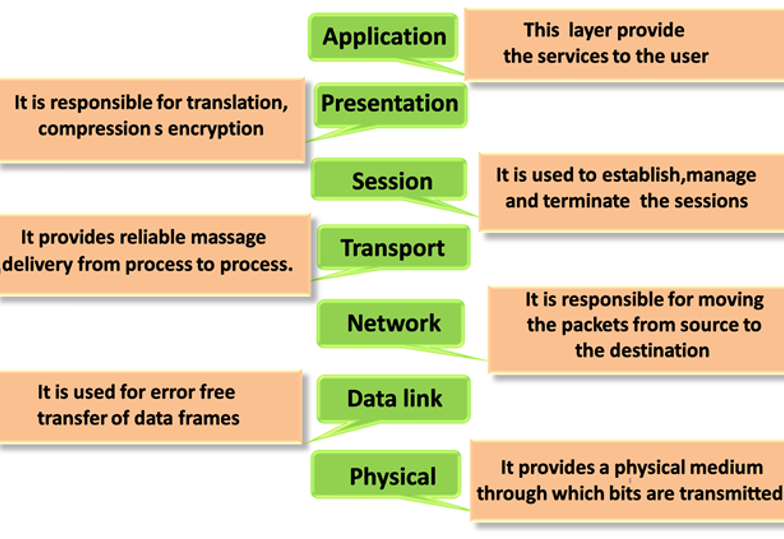 Application
This layer provide
the services to the user
Presentation
It is responsible for translation,
compression s encryption
Session
It is used to establish,manage
and terminate the sessions
Transport
It provides reliable massage
delivery from process to process.
Network
It is responsible for moving
the packets from source to
the destination
Data link
It is used for error free
transfer of data frames
Physical
It provides a physical medium
through which bits are transmitted